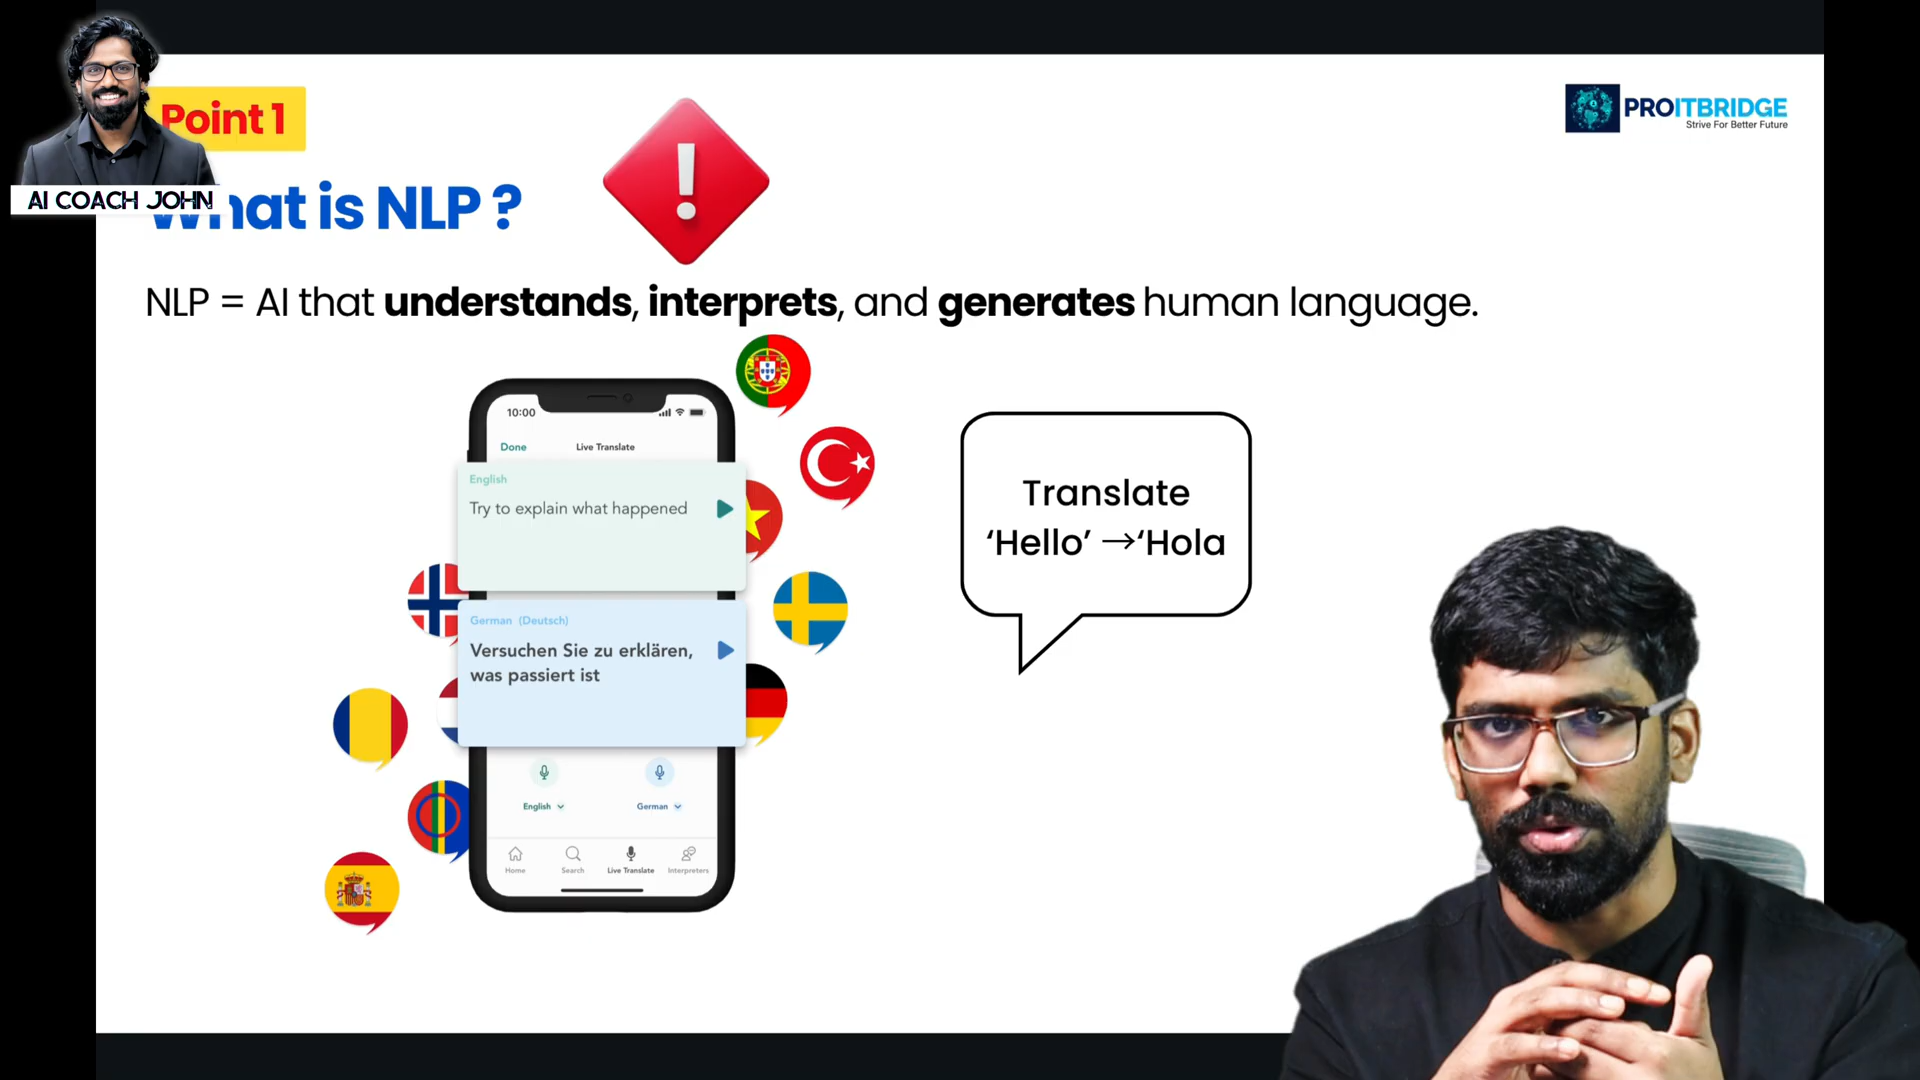 Point 1
AI COACH JOHN
What is NLP ?
PROITBRIDGE
Strive For Better Future
NLP = AI that understands, interprets, and generates human language.
10:00
Done
Live Translate
English
Try to explain what happened
German (Deutsch)
Versuchen Sie zu erklären,
was passiert ist
English
German
Home
Search
Live Translate
Interpreters
Translate
‘Hello’ →‘Hola